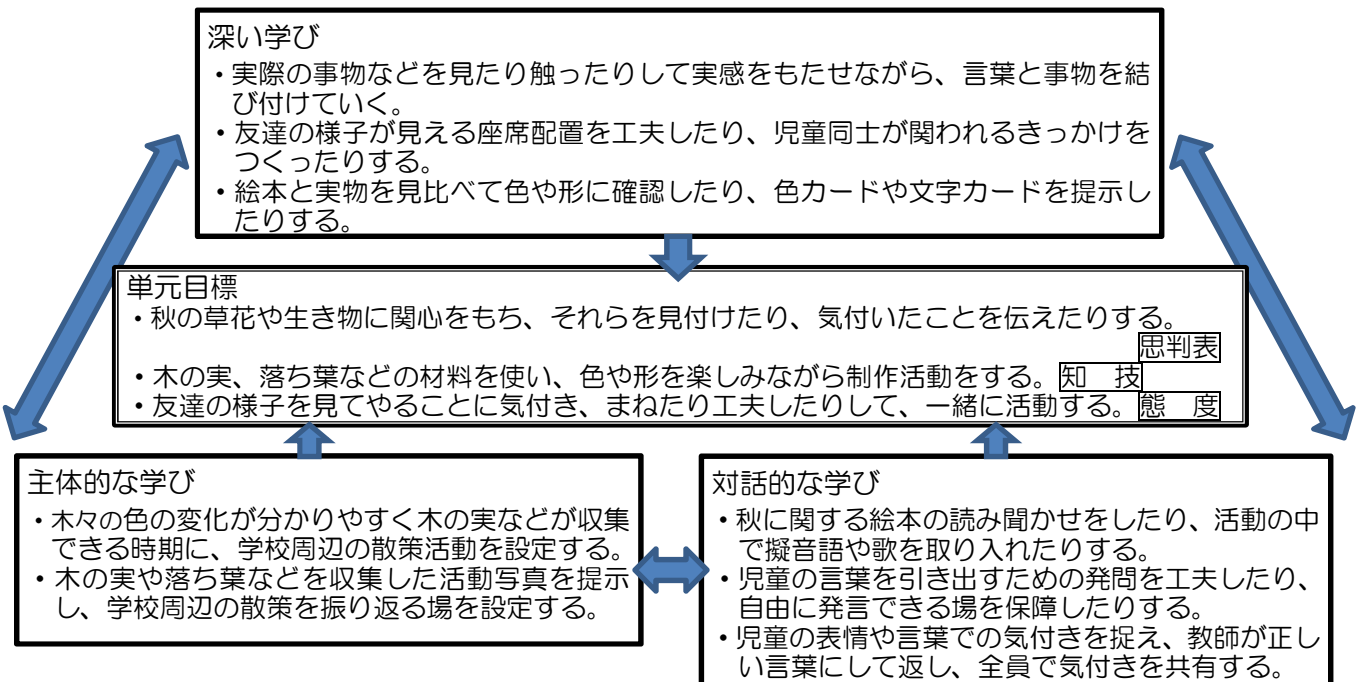 深い学び
・実際の事物などを見たり触ったりして実感をもたせながら、言葉と事物を結
び付けていく。
・友達の様子が見える座席配置を工夫したり、児童同士が関われるきっかけを
つくったりする。
・絵本と実物を見比べて色や形に確認したり、色カードや文字カードを提示し
たりする。
単元目標
・秋の草花や生き物に関心をもち、それらを見付けたり、気付いたことを伝えたりする。
思判表
・木の実、落ち葉などの材料を使い、色や形を楽しみながら制作活動をする。知　技
・友達の様子を見てやることに気付き、まねたり工夫したりして、一緒に活動する。態　度
主体的な学び
・木々の色の変化が分かりやすく木の実などが収集
できる時期に、学校周辺の散策活動を設定する。
・木の実や落ち葉などを収集した活動写真を提示
し、学校周辺の散策を振り返る場を設定する。
対話的な学び
・秋に関する絵本の読み聞かせをしたり、活動の中
で擬音語や歌を取り入れたりする。
・児童の言葉を引き出すための発問を工夫したり、
自由に発言できる場を保障したりする。
・児童の表情や言葉での気付きを捉え、教師が正し
い言葉にして返し、全員で気付きを共有する。